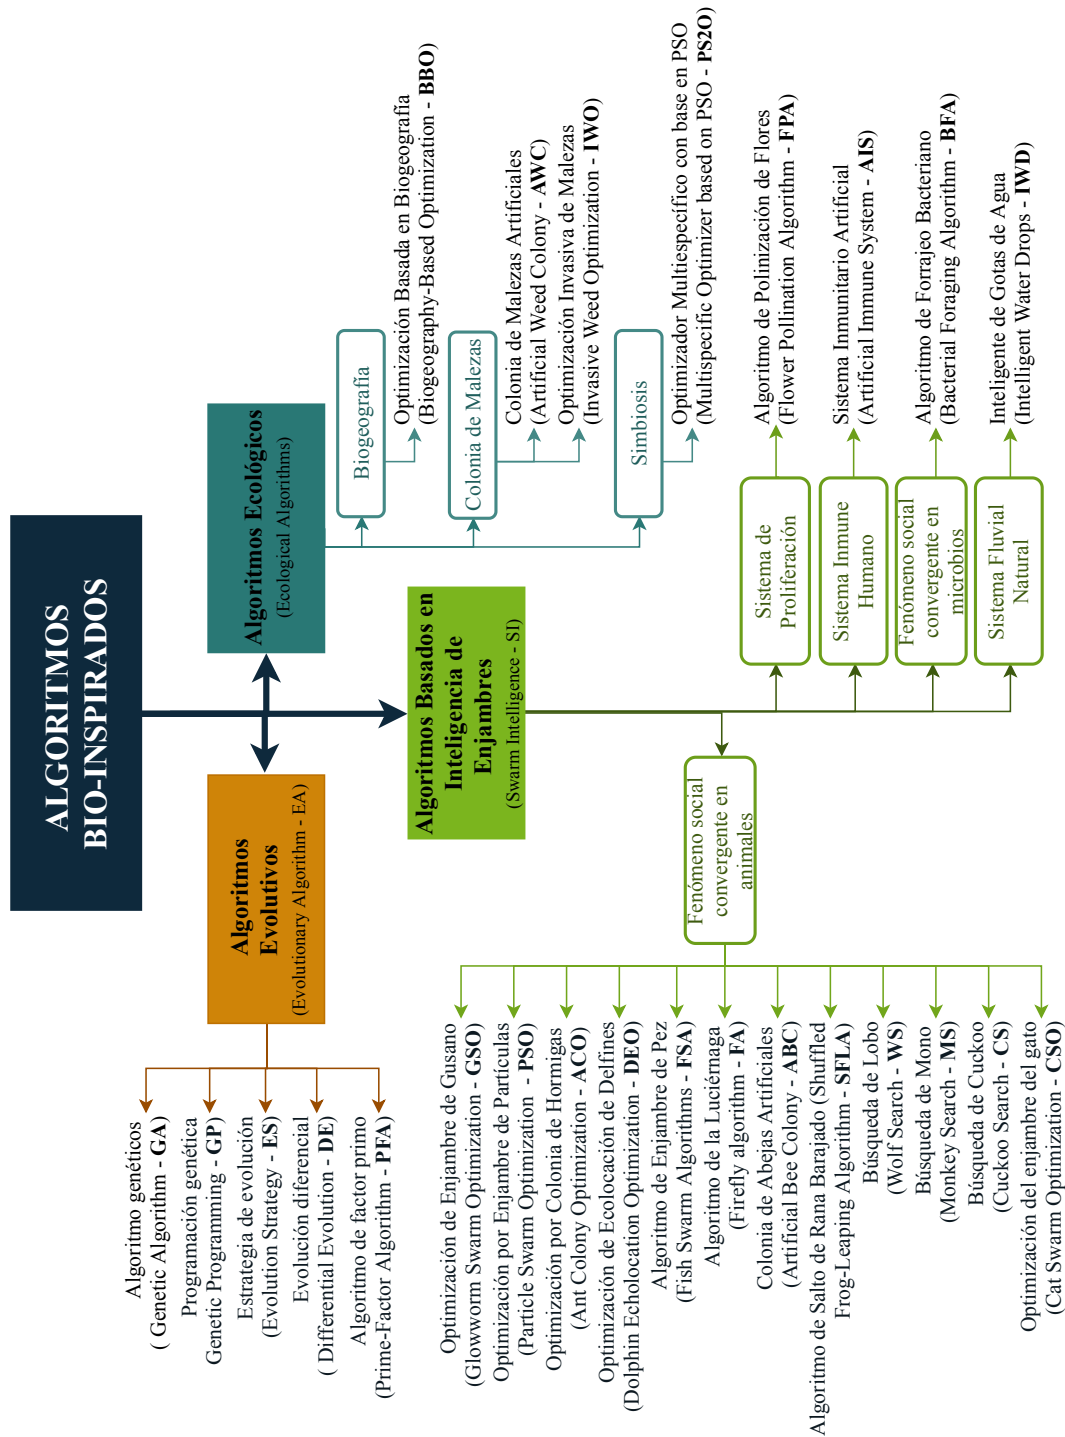 ALGORITMOS
BIO-INSPIRADOS
Algoritmos
Evolutivos
(Evolutionary Algorithm - EA)
Algoritmo genéticos
( Genetic Algorithm - GA)
Programación genética
Genetic Programming - GP)
Estrategia de evolución
(Evolution Strategy - ES)
Evolución diferencial
( Differential Evolution - DE)
Algoritmo de factor primo
(Prime-Factor Algorithm - PFA)
Algoritmos Ecológicos
(Ecological Algorithms)
Biogeografía
Optimización Basada en Biogeografía
(Biogeography-Based Optimization - BBO)
Colonia de Malezas
Colonia de Malezas Artificiales
(Artificial Weed Colony - AWC)
Optimización Invasiva de Malezas
(Invasive Weed Optimization - IWO)
Simbiosis
Optimizador Multiespecífico con base en PSO
(Multispecific Optimizer based on PSO - PS2O)
Algoritmos Basados en
Inteligencia de
Enjambres
(Swarm Intelligence - SI)
Fenómeno social
convergente en
animales
Optimización de Enjambre de Gusano
(Glowworm Swarm Optimization - GSO)
Optimización por Enjambre de Partículas
(Particle Swarm Optimization - PSO)
Optimización por Colonia de Hormigas
(Ant Colony Optimization - ACO)
Optimización de Ecolocación de Delfines
(Dolphin Echolocation Optimization - DEO)
Algoritmo de Enjambre de Pez
(Fish Swarm Algorithms - FSA)
Algoritmo de la Luciérnaga
(Firefly algorithm - FA)
Colonia de Abejas Artificiales
(Artificial Bee Colony - ABC)
Algoritmo de Salto de Rana Barajado (Shuffled
Frog-Leaping Algorithm - SFLA)
Búsqueda de Lobo
(Wolf Search - WS)
Búsqueda de Mono
(Monkey Search - MS)
Búsqueda de Cuckoo
(Cuckoo Search - CS)
Optimización del enjambre del gato
(Cat Swarm Optimization - CSO)
Sistema de
Proliferación
Algoritmo de Polinización de Flores
(Flower Pollination Algorithm - FPA)
Sistema Inmune
Humano
Sistema Inmunitario Artificial
(Artificial Immune System - AIS)
Fenómeno social
convergente en
microbios
Algoritmo de Forrajeo Bacteriano
(Bacterial Foraging Algorithm - BFA)
Sistema Fluvial
Natural
Inteligente de Gotas de Agua
(Intelligent Water Drops - IWD)